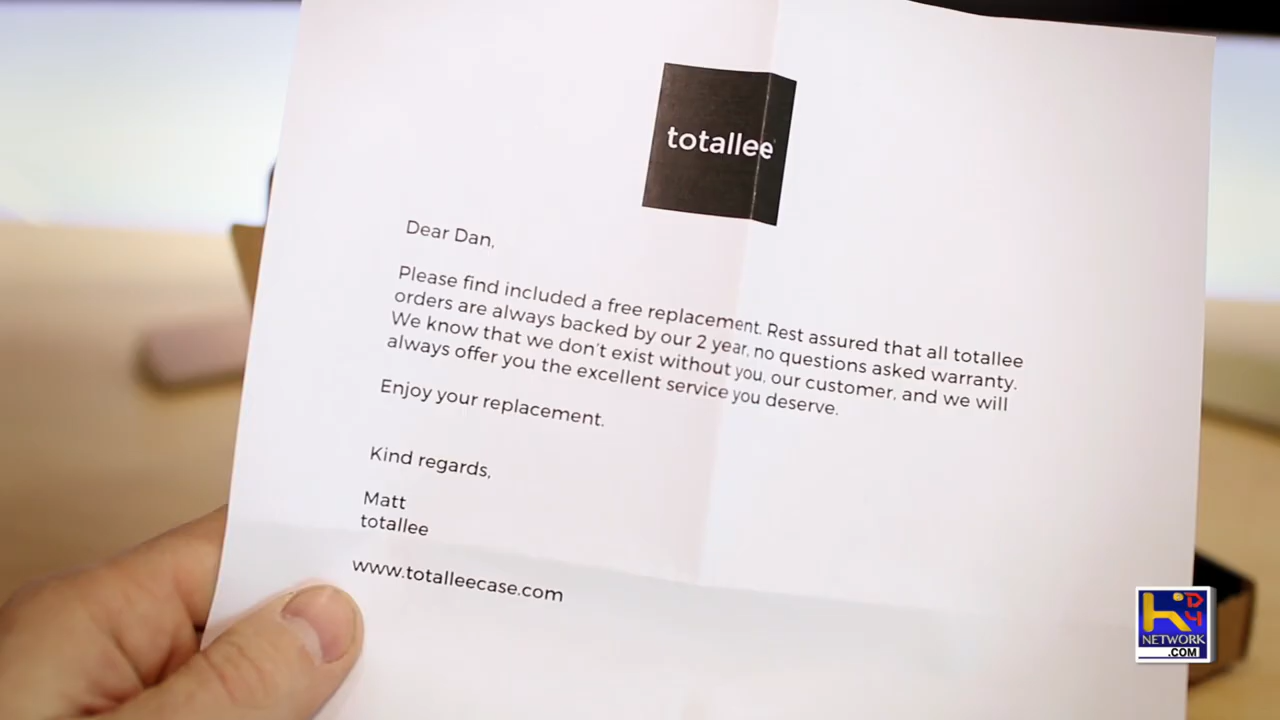 totallee
Dear Dan,
Please find included a free replacement. Rest assured that all totallee
orders are always backed by our 2 year, no questions asked warranty.
We know that we don't exist without you, our customer, and we will
always offer you the excellent service you deserve.
Enjoy your replacement.
Kind regards,
Matt
totallee
www.totalleecase.com
K D4
NETWORK
.COM